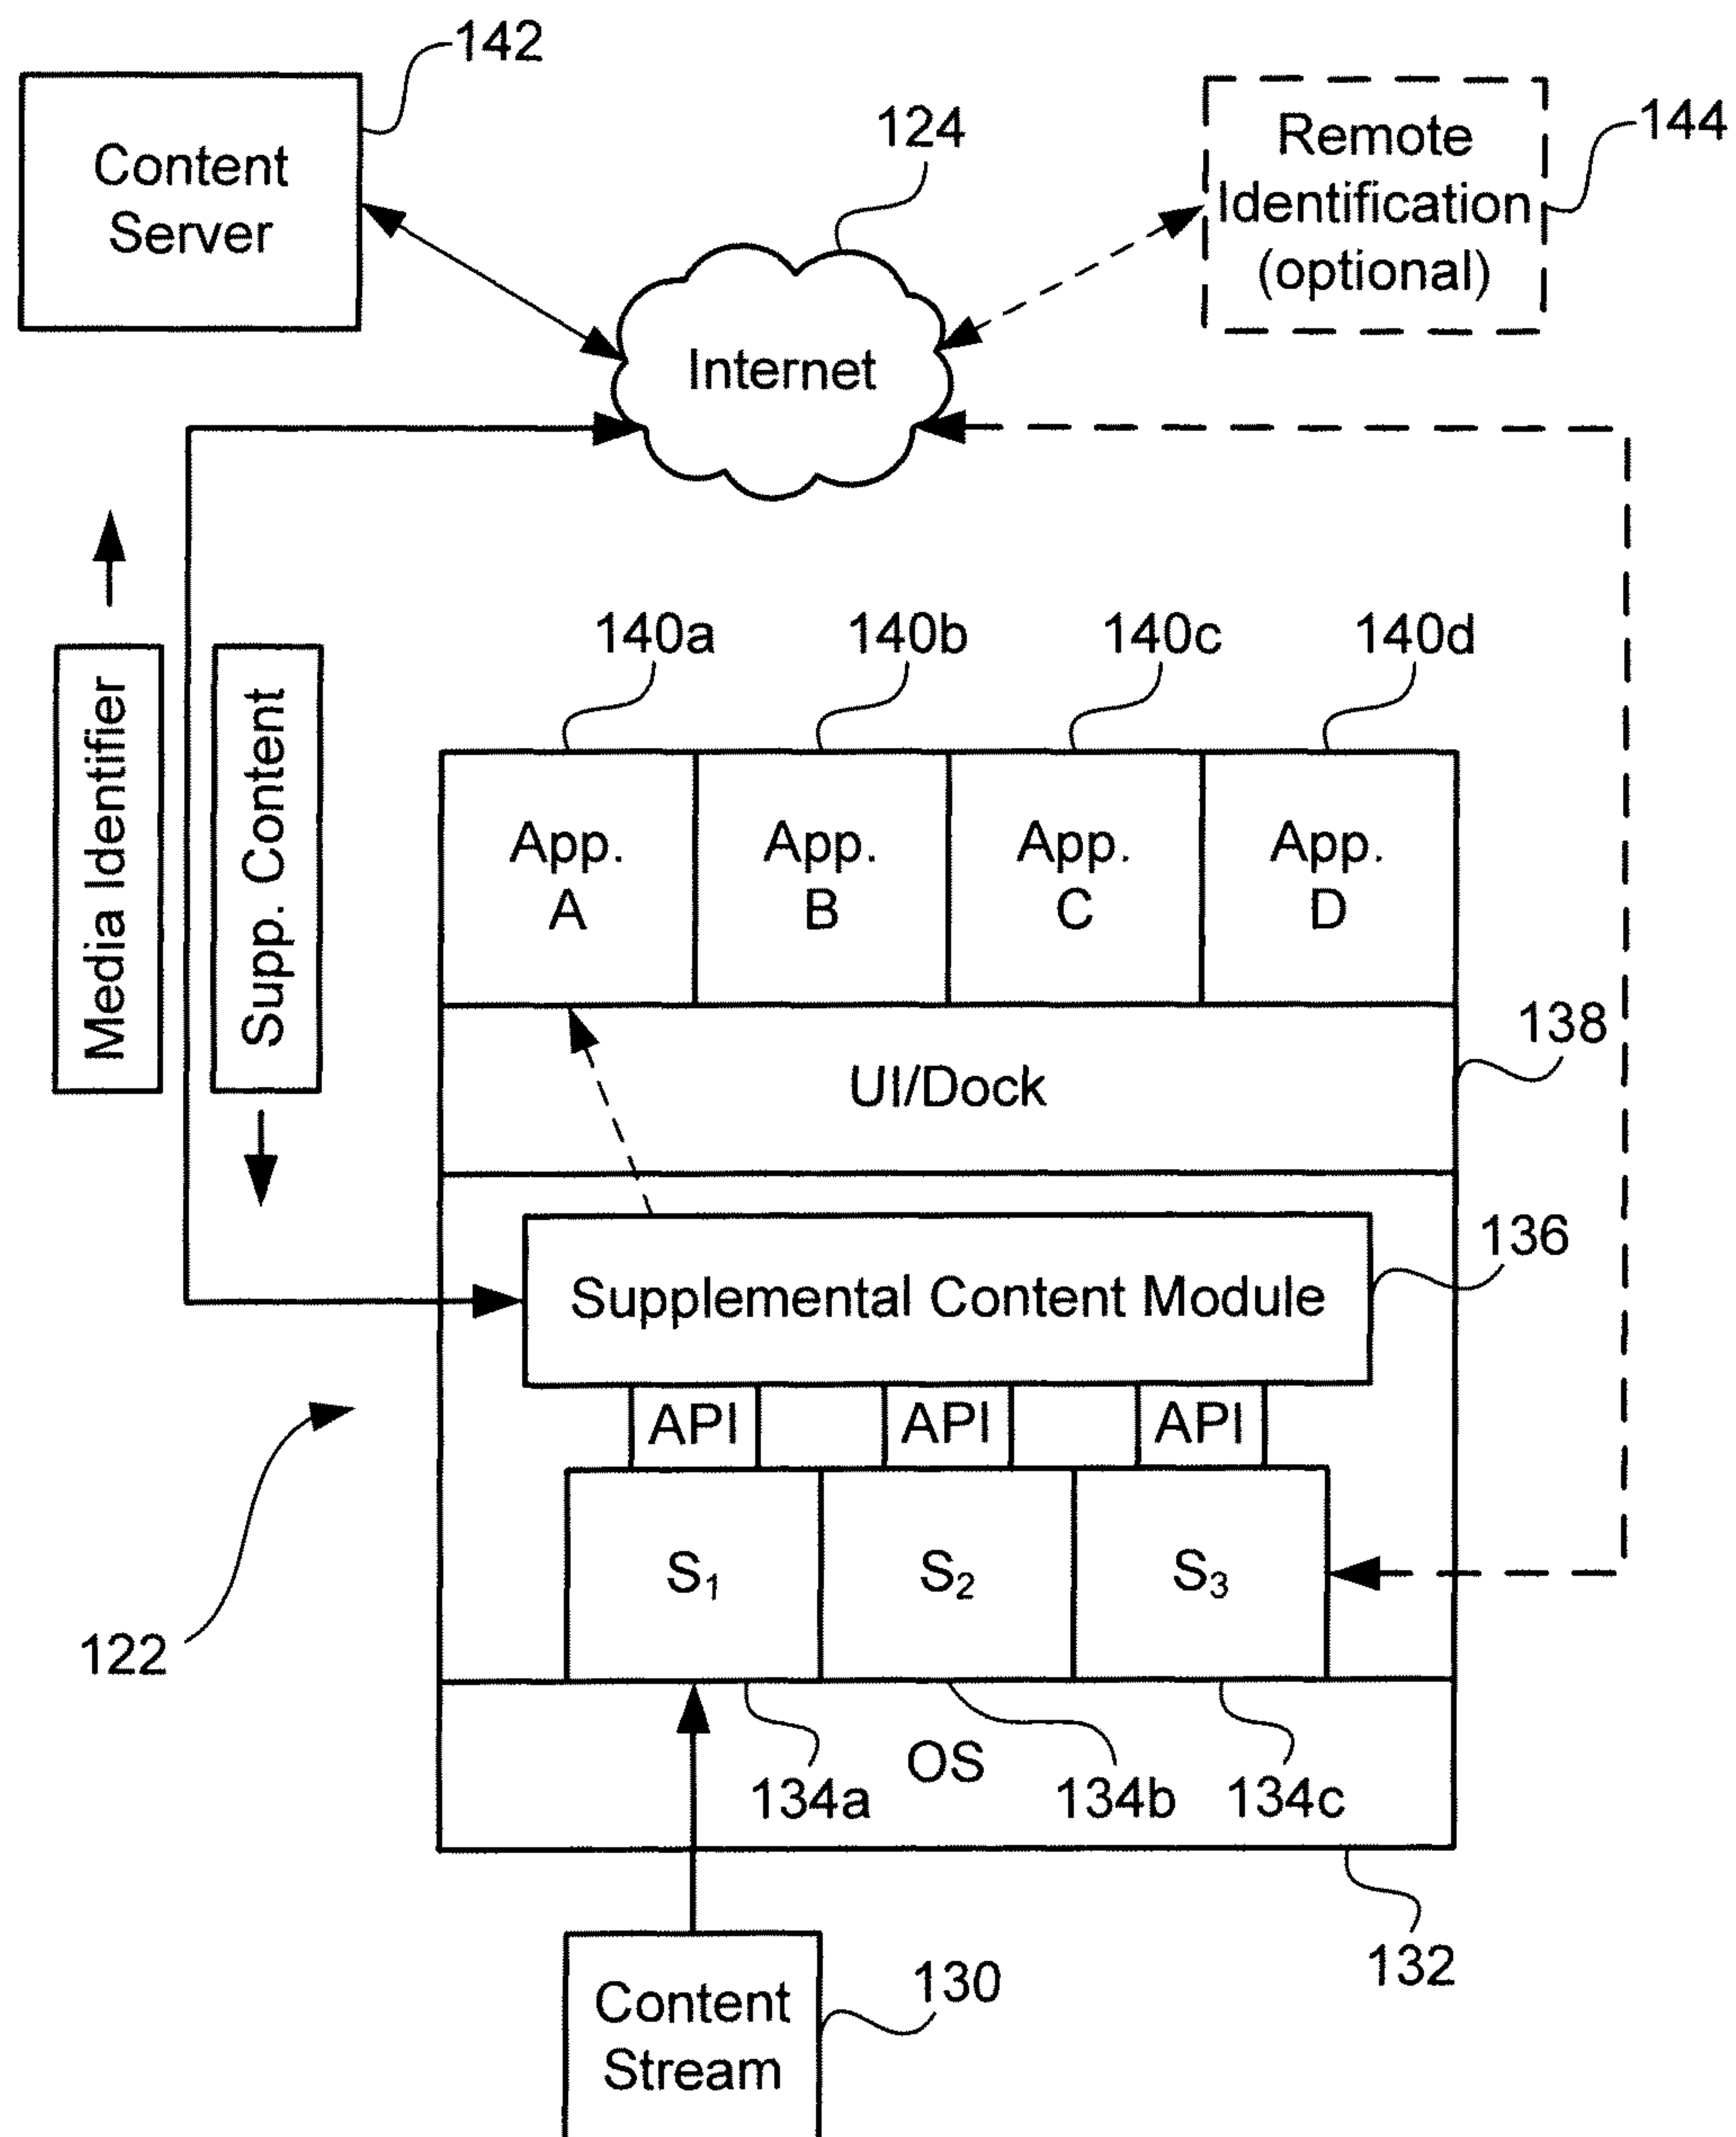 142
Content
Server
124
Remote
Identification
(optional)
144
Internet
Media Identifier
Supp. Content
140a
140b
140c
140d
App.
A
App.
B
App.
C
App.
D
138
UI/Dock
136
Supplemental Content Module
API
API
API
S₁
S₂
S₃
122
OS
134a
134b
134c
132
130
Content
Stream